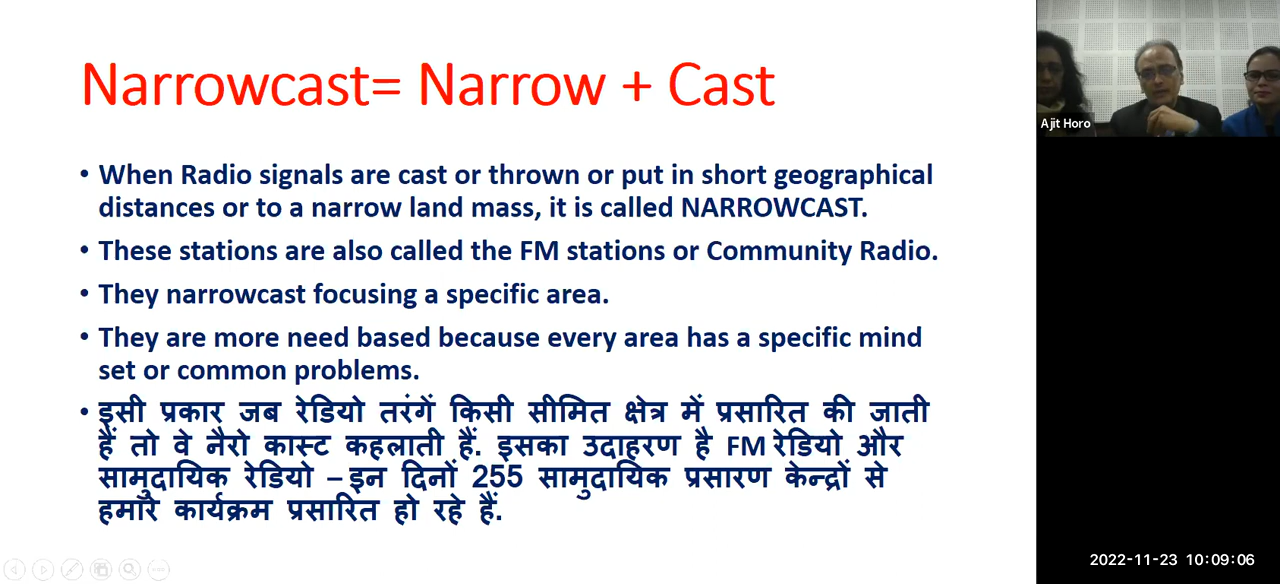 Narrowcast= Narrow + Cast
• When Radio signals are cast or thrown or put in short geographical
distances or to a narrow land mass, it is called NARROWCAST.
• These stations are also called the FM stations or Community Radio.
• They narrowcast focusing a specific area.
• They are more need based because every area has a specific mind
set or common problems.
• इसी प्रकार जब रेडियो तरंगें किसी सीमित क्षेत्र में प्रसारित की जाती
हैं तो वे नैरो कास्ट कहलाती हैं. इसका उदाहरण है FM रेडियो और
सामुदायिक रेडियो – इन दिनों 255 सामुदायिक प्रसारण केन्द्रों से
हमारे कार्यक्रम प्रसारित हो रहे हैं.
Ajit Horo
2022-11-23 10:09:06